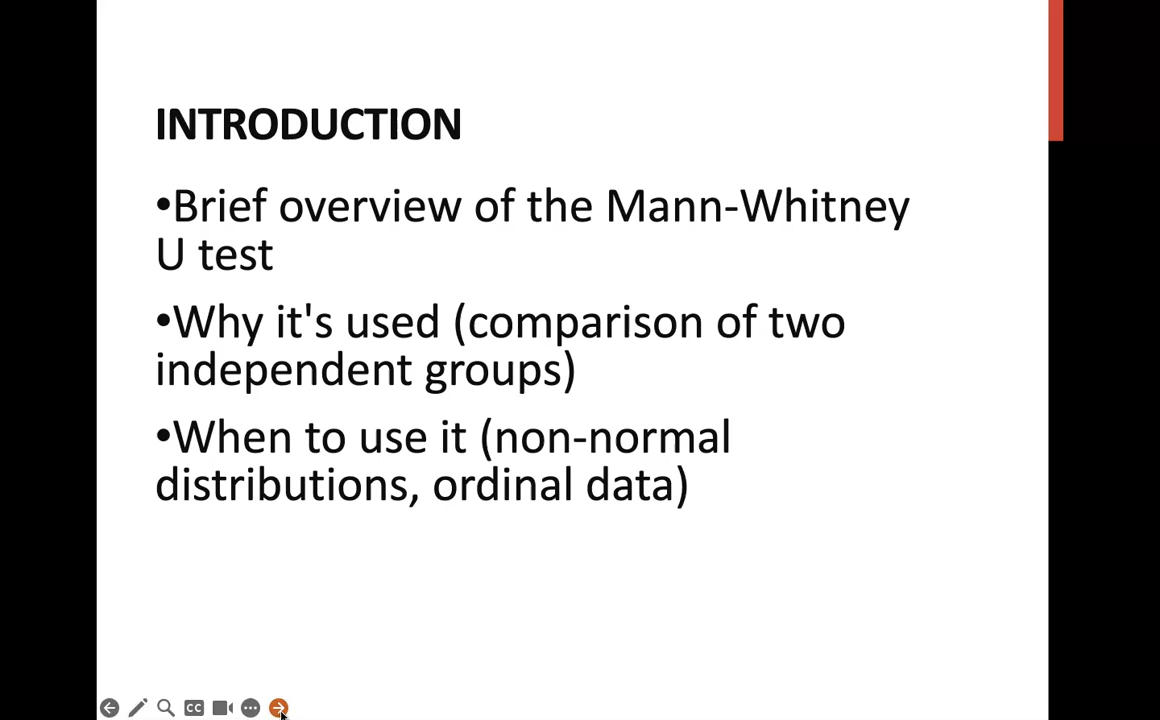 INTRODUCTION
•Brief overview of the Mann-Whitney
U test
•Why it's used (comparison of two
independent groups)
•When to use it (non-normal
distributions, ordinal data)
CC